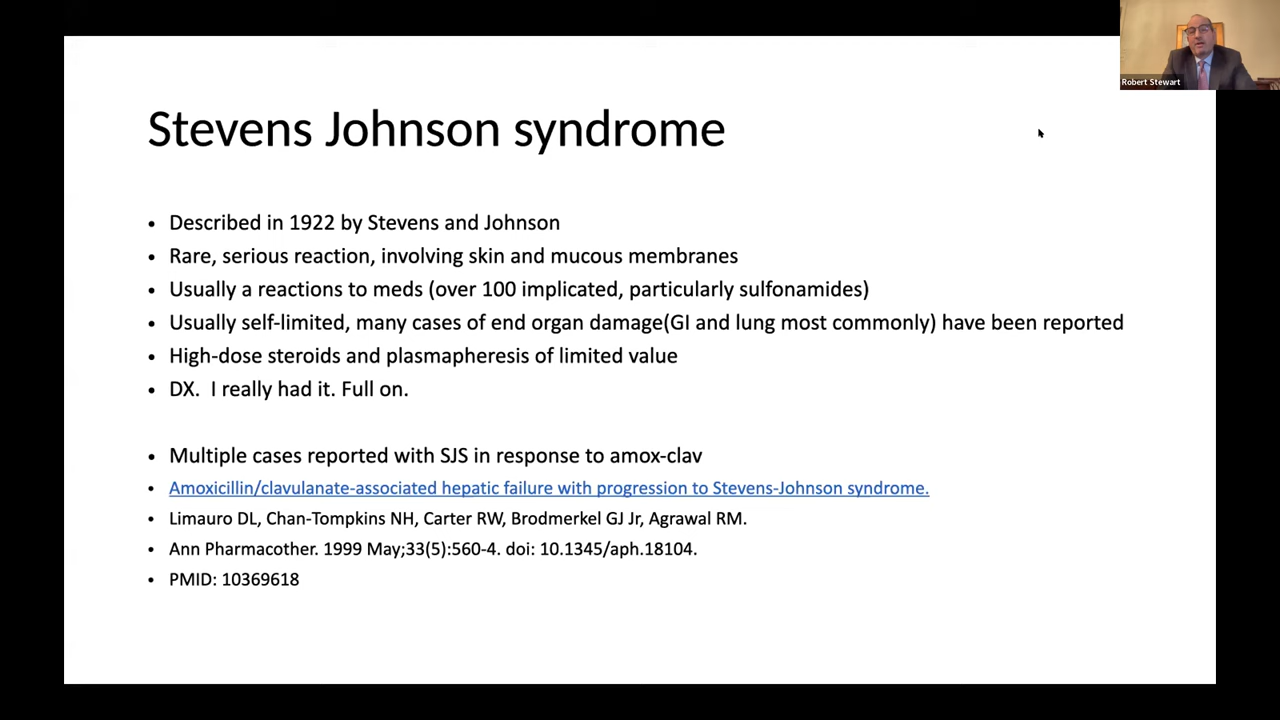 Robert Stewart
Stevens Johnson syndrome
• Described in 1922 by Stevens and Johnson
• Rare, serious reaction, involving skin and mucous membranes
• Usually a reactions to meds (over 100 implicated, particularly sulfonamides)
• Usually self-limited, many cases of end organ damage(GI and lung most commonly) have been reported
• High-dose steroids and plasmapheresis of limited value
• DX.  I really had it. Full on.
• Multiple cases reported with SJS in response to amox-clav
• Amoxicillin/clavulanate-associated hepatic failure with progression to Stevens-Johnson syndrome.
• Limauro DL, Chan-Tompkins NH, Carter RW, Brodmerkel GJ Jr, Agrawal RM.
• Ann Pharmacother. 1999 May;33(5):560-4. doi: 10.1345/aph.18104.
• PMID: 10369618